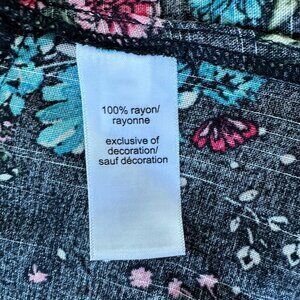 100% rayon/
rayonne
exclusive of
decoration/
sauf décoration